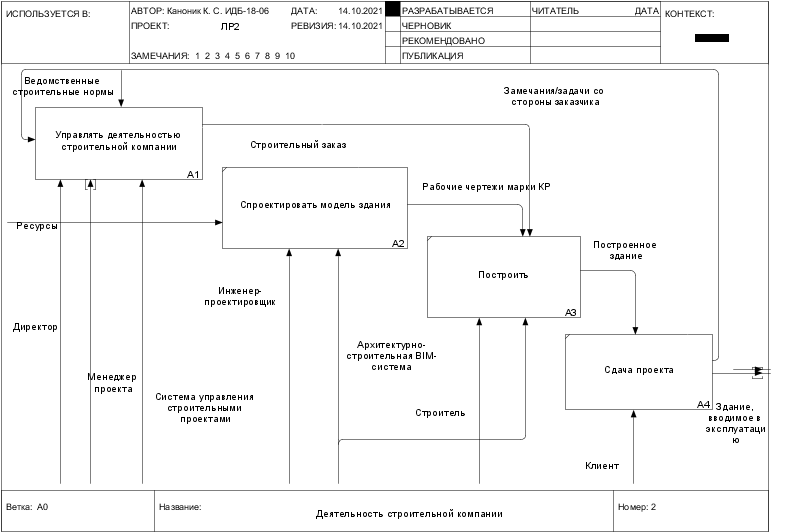 ИСПОЛЬЗУЕТСЯ В:
АВТОР: Каноник К. С. ИДБ-18-06
ДАТА: 14.10.2021
РАЗРАБАТЫВАЕТСЯ
ЧИТАТЕЛЬ
ДАТА
КОНТЕКСТ:
ПРОЕКТ: ЛР2
РЕВИЗИЯ: 14.10.2021
ЧЕРНОВИК
РЕКОМЕНДОВАНО
ЗАМЕЧАНИЯ: 1 2 3 4 5 6 7 8 9 10
ПУБЛИКАЦИЯ
Ведомственные
строительные нормы
Замечания/задачи со
стороны заказчика
Управлять деятельностью
строительной компании
A1
Строительный заказ
Рабочие чертежи марки КР
Спроектировать модель здания
A2
Ресурсы
Построенное
здание
Построить
A3
Инженер-
проектировщик
Директор
Архитектурно-
строительная BIM-
система
Менеджер
проекта
Сдача проекта
A4
Система управления
строительными
проектами
Строитель
Здание,
вводимое в
эксплуатаци
ю
Клиент
Ветка: A0
Название:
Деятельность строительной компании
Номер: 2